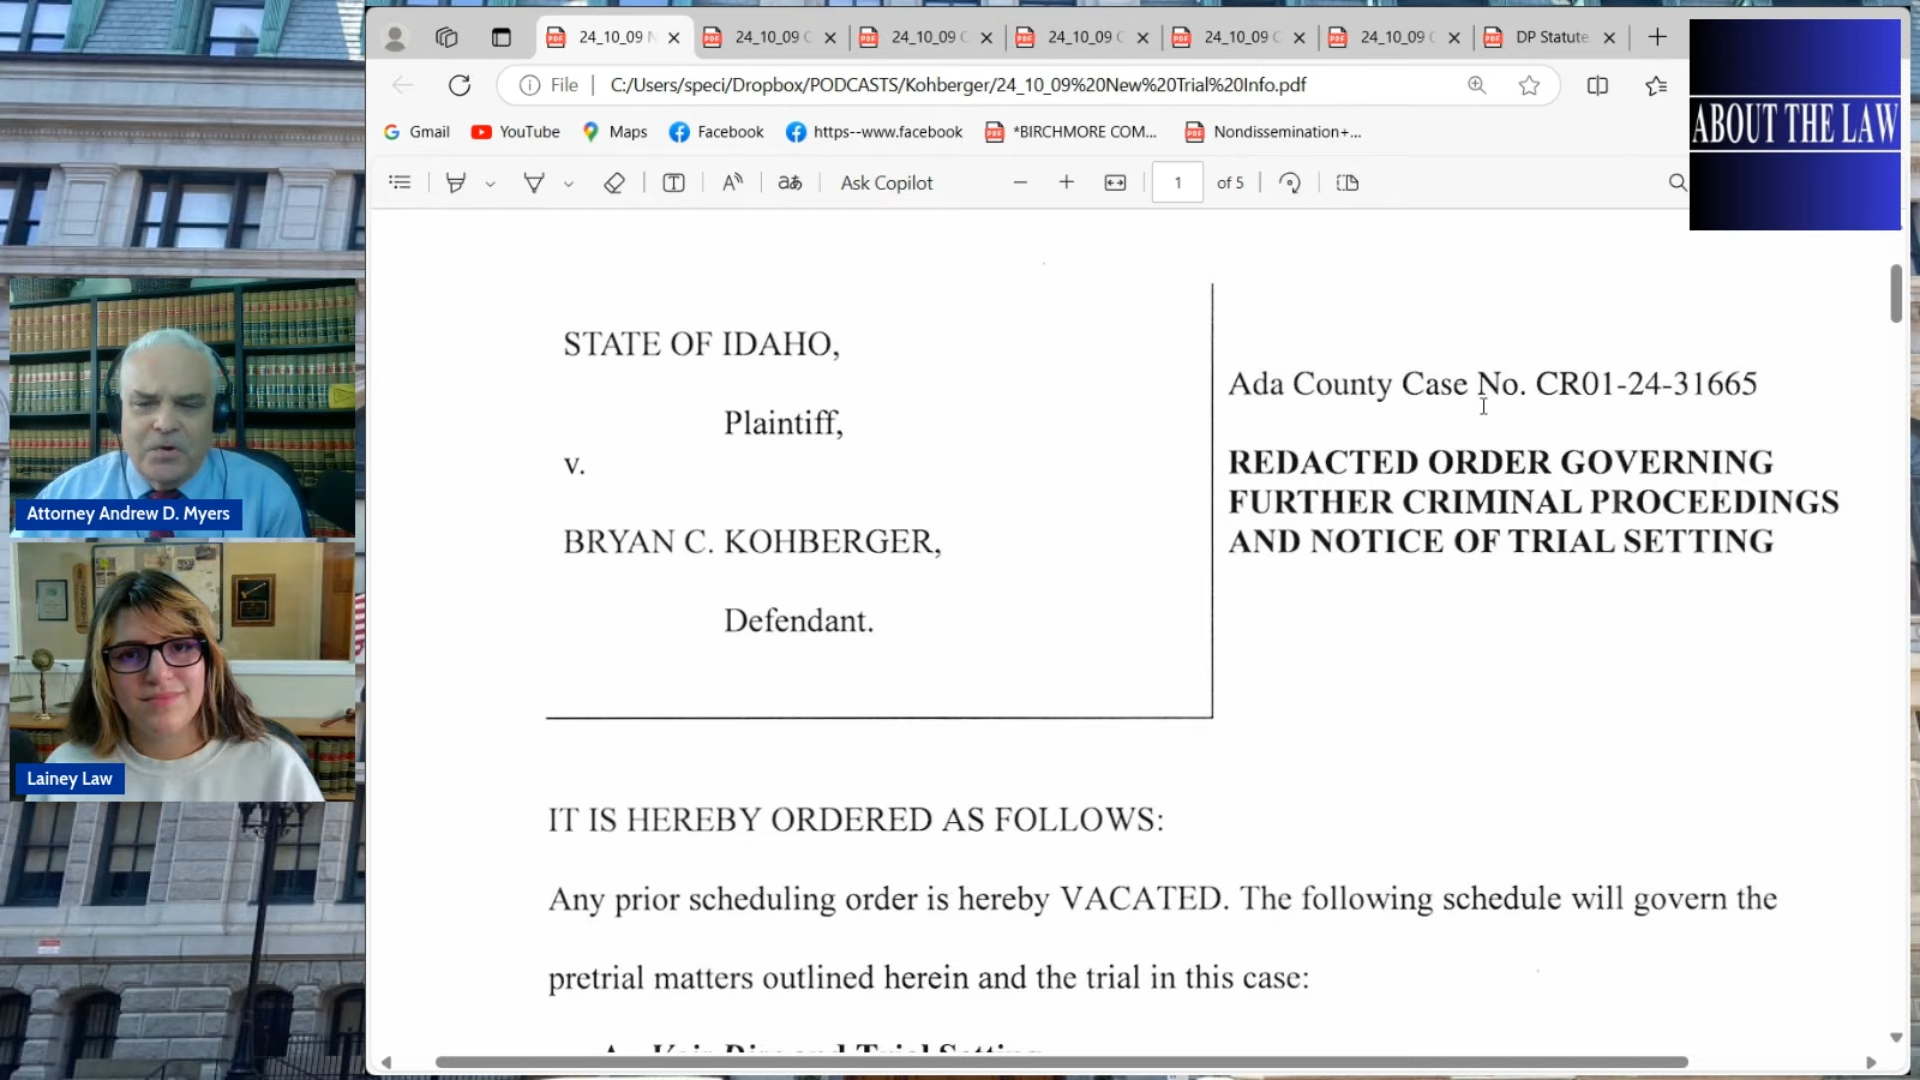 24_10_09 N
24_10_09 C
24_10_09 C
24_10_09 C
24_10_09 C
24_10_09 C
DP Statute
File
C:/Users/speci/Dropbox/PODCASTS/Kohberger/24_10_09%20New%20Trial%20Info.pdf
Gmail
YouTube
Maps
Facebook
https--www.facebook
*BIRCHMORE COM...
Nondissemination+...
Ask Copilot
1
of 5
ABOUT THE LAW
STATE OF IDAHO,
Plaintiff,
v.
BRYAN C. KOHBERGER,
Defendant.
Ada County Case No. CR01-24-31665
REDACTED ORDER GOVERNING
FURTHER CRIMINAL PROCEEDINGS
AND NOTICE OF TRIAL SETTING
IT IS HEREBY ORDERED AS FOLLOWS:
Any prior scheduling order is hereby VACATED. The following schedule will govern the
pretrial matters outlined herein and the trial in this case:
Attorney Andrew D. Myers
Lainey Law